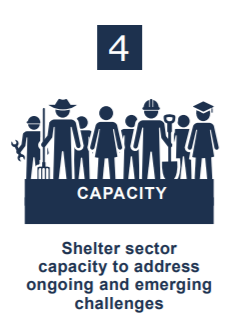 4
CAPACITY
Shelter sector
capacity to address
ongoing and emerging
challenges